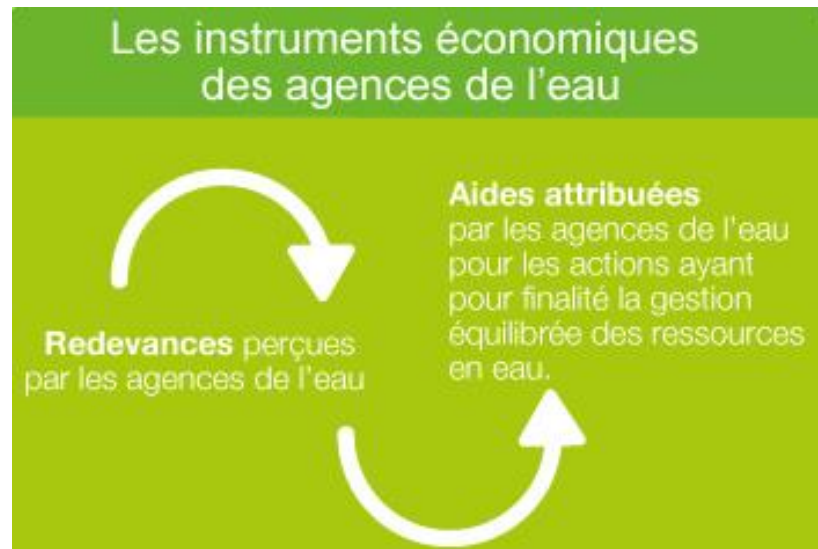 Les instruments économiques
des agences de l'eau
Redevances perçues
par les agences de l'eau
Aides attribuées
par les agences de l'eau
pour les actions ayant
pour finalité la gestion
équilibrée des ressources
en eau.